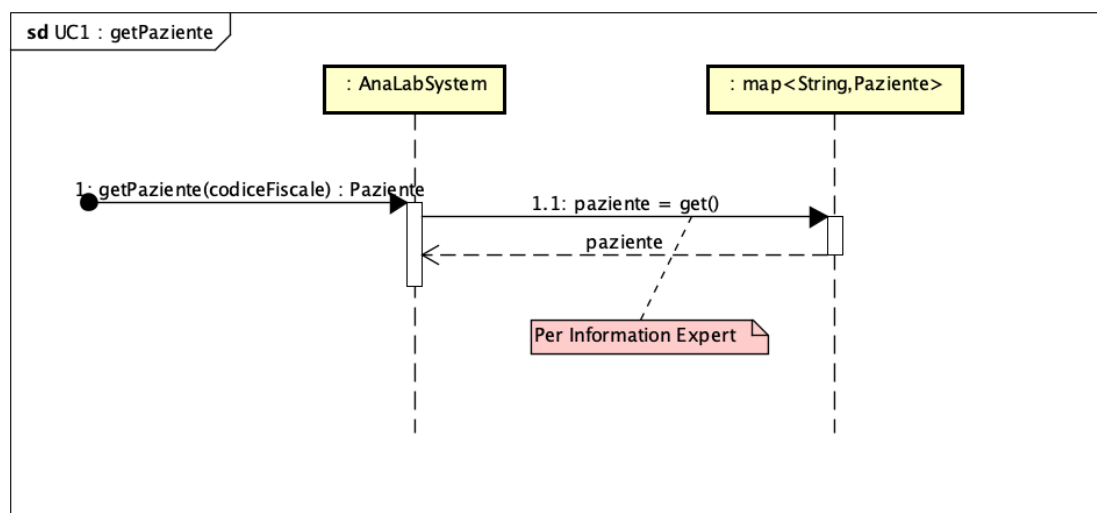 sd UC1 : getPaziente
: AnaLabSystem
: map<String,Paziente>
1: getPaziente(codiceFiscale) : Paziente
1.1: paziente = get()
paziente
Per Information Expert